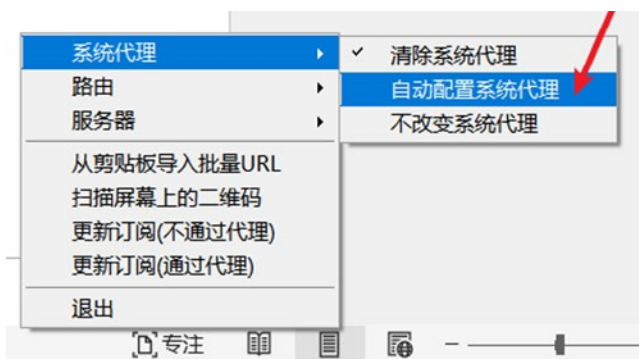 系统代理
路由
服务器
从剪贴板导入批量URL
扫描屏幕上的二维码
更新订阅(不通过代理)
更新订阅(通过代理)
退出
清除系统代理
自动配置系统代理
不改变系统代理
专注